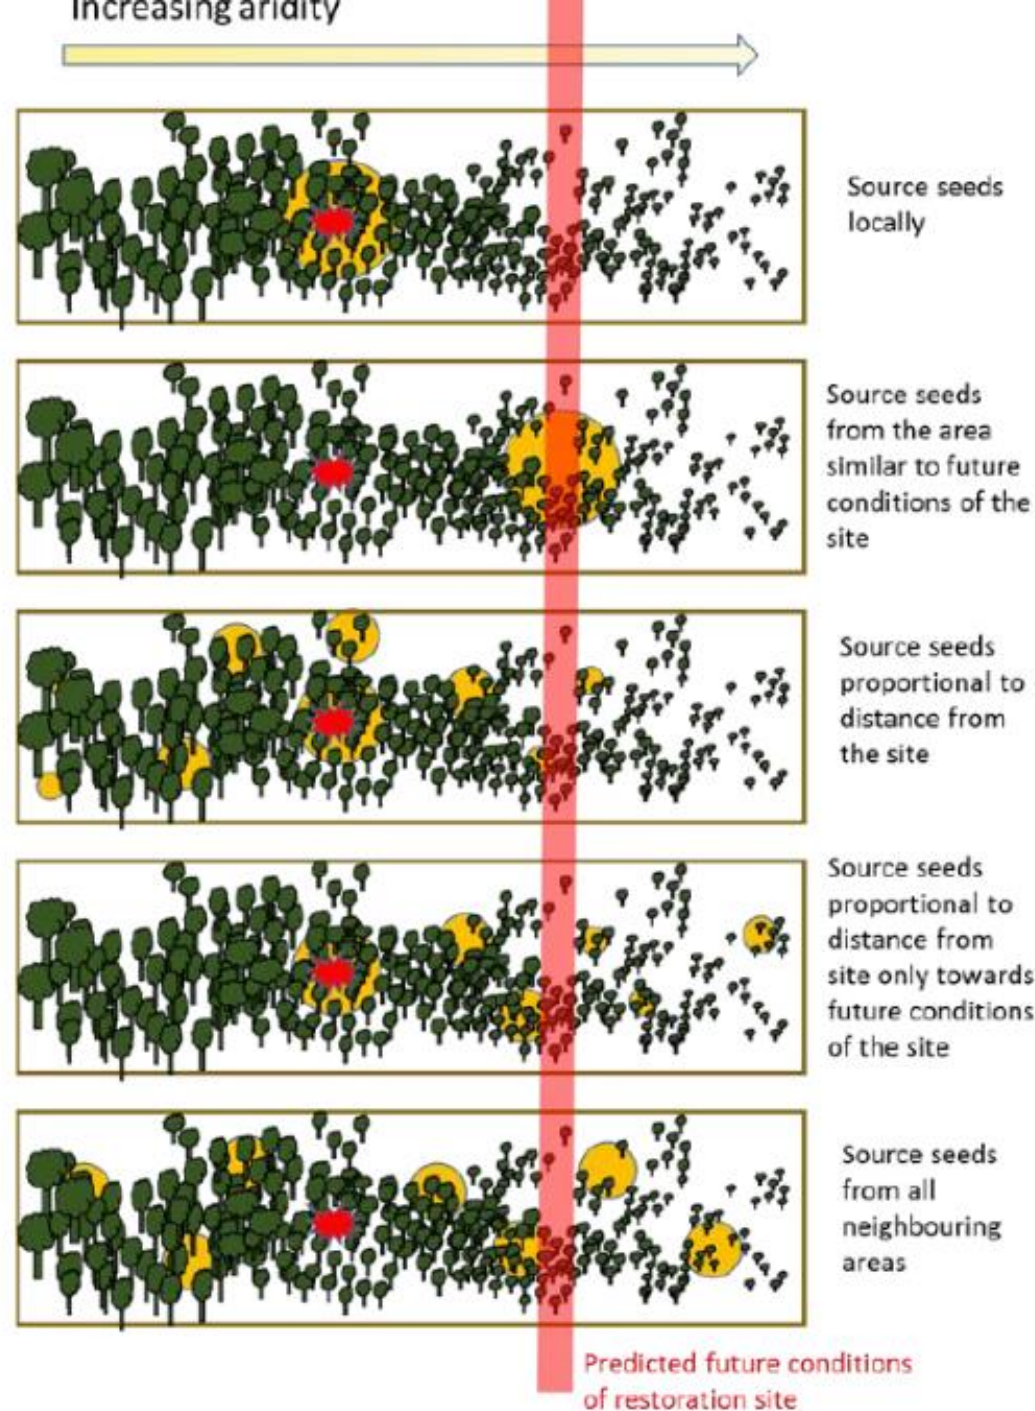 Increasing aridity
Source seeds
locally
Source seeds
from the area
similar to future
conditions of the
site
Source seeds
proportional to
distance from
the site
Source seeds
proportional to
distance from
site only towards
future conditions
of the site
Source seeds
from all
neighbouring
areas
Predicted future conditions
of restoration site